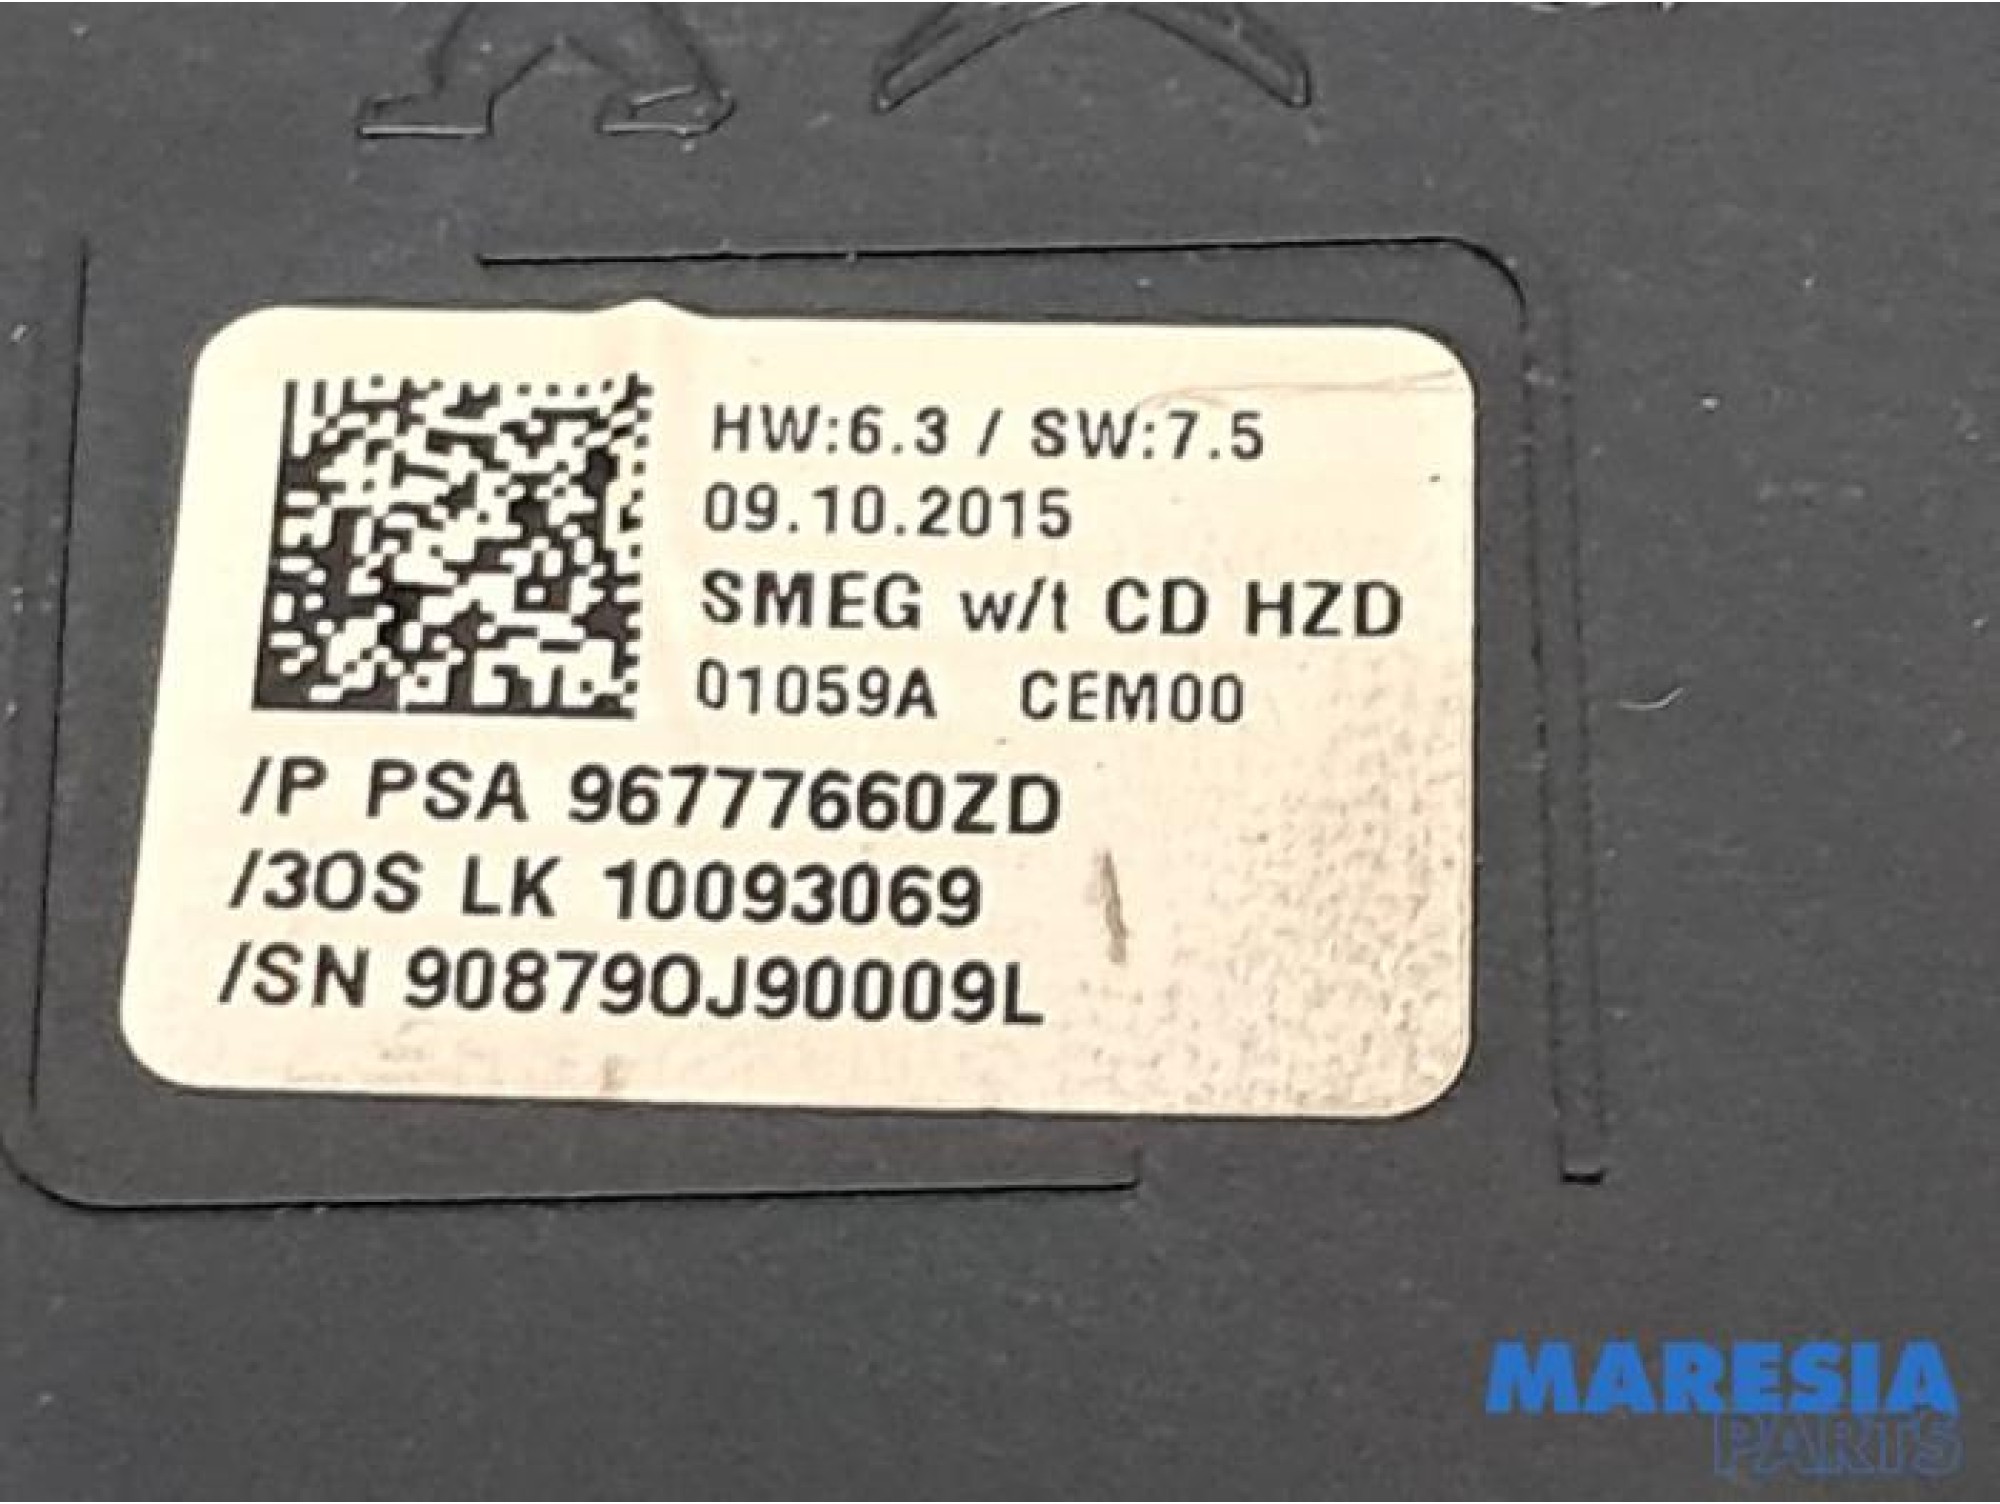 HW:6.3 / SW:7.5
09.10.2015
SMEG w/t CD HZD
01059A CEM00
/P PSA 96777660ZD
/3OS LK 10093069
/SN 90879OJ90009L
MARESIA
PARTS